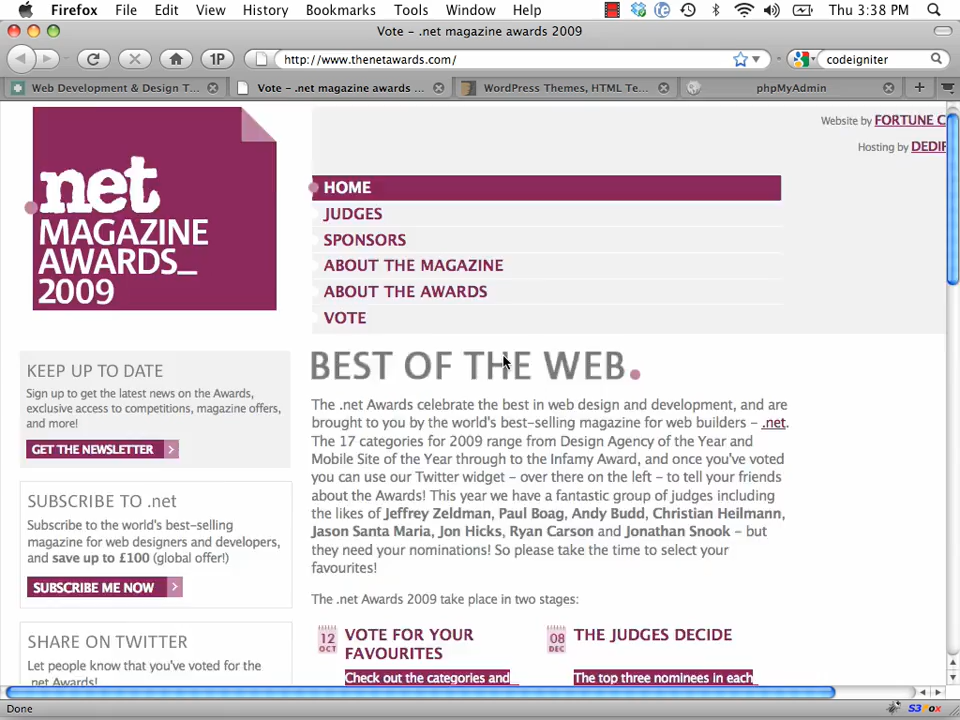 Firefox File Edit View History Bookmarks Tools Window Help Thu 3:38 PM
Vote – .net magazine awards 2009
1P http://www.thenetawards.com/ codeigniter
Web Development & Design T... Vote – .net magazine awards ... WordPress Themes, HTML Te... phpMyAdmin
.net
MAGAZINE
AWARDS_
2009
Website by FORTUNE C
Hosting by DEDIF
HOME
JUDGES
SPONSORS
ABOUT THE MAGAZINE
ABOUT THE AWARDS
VOTE
KEEP UP TO DATE
Sign up to get the latest news on the Awards,
exclusive access to competitions, magazine offers,
and more!
GET THE NEWSLETTER
SUBSCRIBE TO .net
Subscribe to the world's best-selling
magazine for web designers and developers,
and save up to £100 (global offer!)
SUBSCRIBE ME NOW
SHARE ON TWITTER
Let people know that you've voted for the
.net Awards!
BEST OF THE WEB.
The .net Awards celebrate the best in web design and development, and are
brought to you by the world's best-selling magazine for web builders – .net.
The 17 categories for 2009 range from Design Agency of the Year and
Mobile Site of the Year through to the Infamy Award, and once you've voted
you can use our Twitter widget – over there on the left – to tell your friends
about the Awards! This year we have a fantastic group of judges including
the likes of Jeffrey Zeldman, Paul Boag, Andy Budd, Christian Heilmann,
Jason Santa Maria, Jon Hicks, Ryan Carson and Jonathan Snook – but
they need your nominations! So please take the time to select your
favourites!
The .net Awards 2009 take place in two stages:
12 OCT
VOTE FOR YOUR
FAVOURITES
Check out the categories and
08 DEC
THE JUDGES DECIDE
The top three nominees in each
Done S3Fox